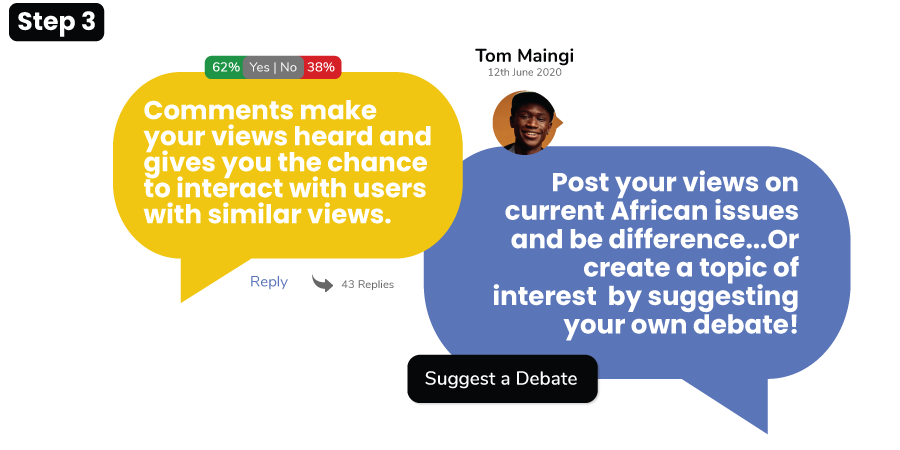 Step 3
62% Yes | No 38%
Comments make
your views heard and
gives you the chance
to interact with users
with similar views.
Reply
43 Replies
Tom Maingi
12th June 2020
Post your views on
current African issues
and be difference...Or
create a topic of
interest  by suggesting
your own debate!
Suggest a Debate